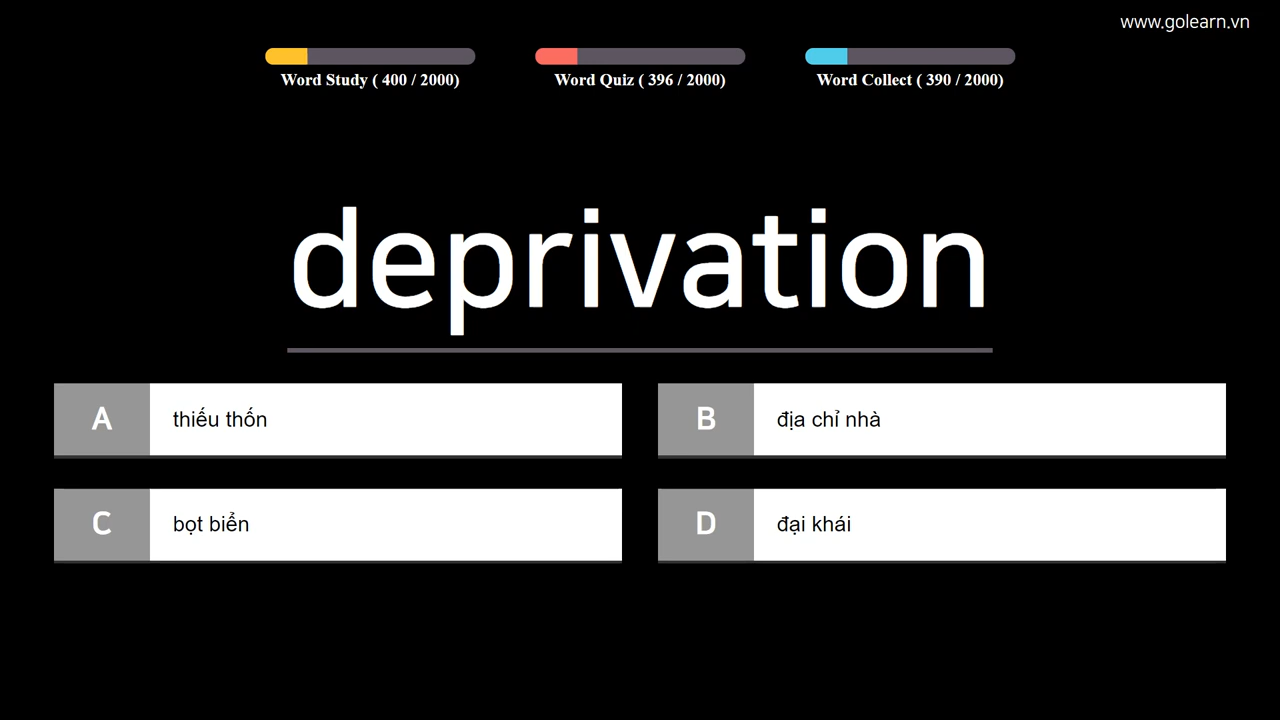 www.golearn.vn
Word Study ( 400 / 2000)
Word Quiz ( 396 / 2000)
Word Collect ( 390 / 2000)
deprivation
A thiếu thốn
B địa chỉ nhà
C bọt biển
D đại khái